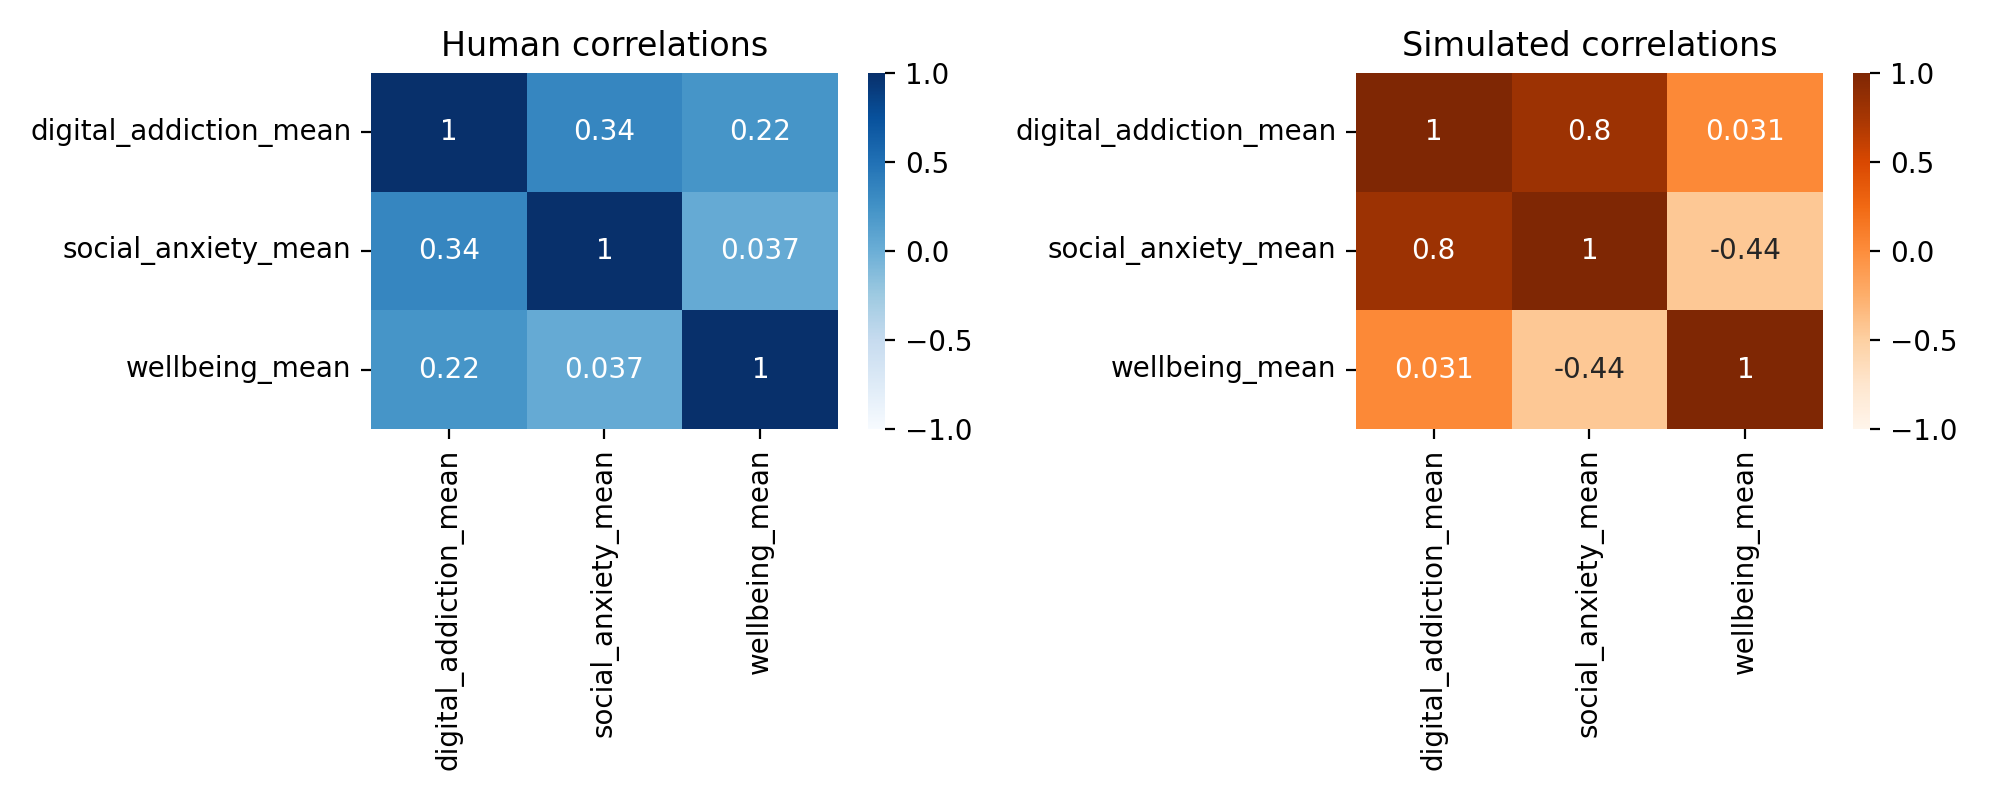 Human correlations
digital_addiction_mean
social_anxiety_mean
wellbeing_mean
1 0.34 0.22
0.34 1 0.037
0.22 0.037 1
digital_addiction_mean
social_anxiety_mean
wellbeing_mean
1.0
0.5
0.0
−0.5
−1.0
Simulated correlations
digital_addiction_mean
social_anxiety_mean
wellbeing_mean
1 0.8 0.031
0.8 1 -0.44
0.031 -0.44 1
digital_addiction_mean
social_anxiety_mean
wellbeing_mean
1.0
0.5
0.0
−0.5
−1.0